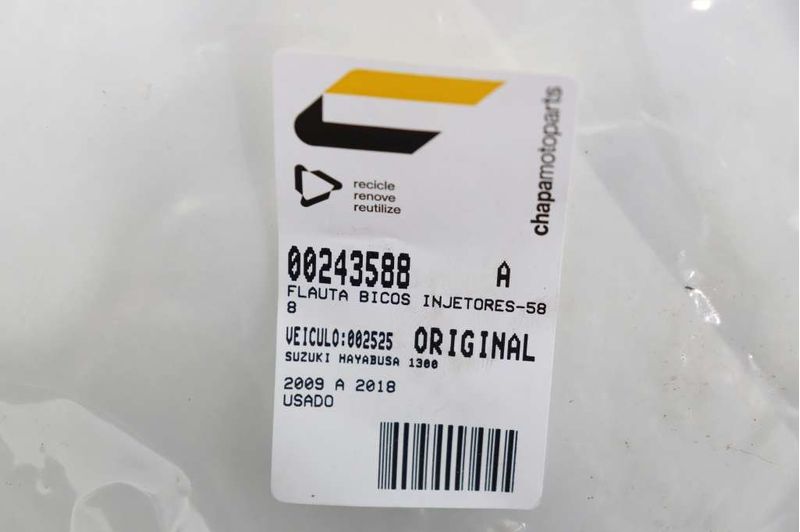 chapamotoparts
recicle
renove
reutilize
00243588 A
FLAUTA BICOS INJETORES-58
8
VEICULO:002525 ORIGINAL
SUZUKI HAYABUSA 1300
2009 A 2018
USADO